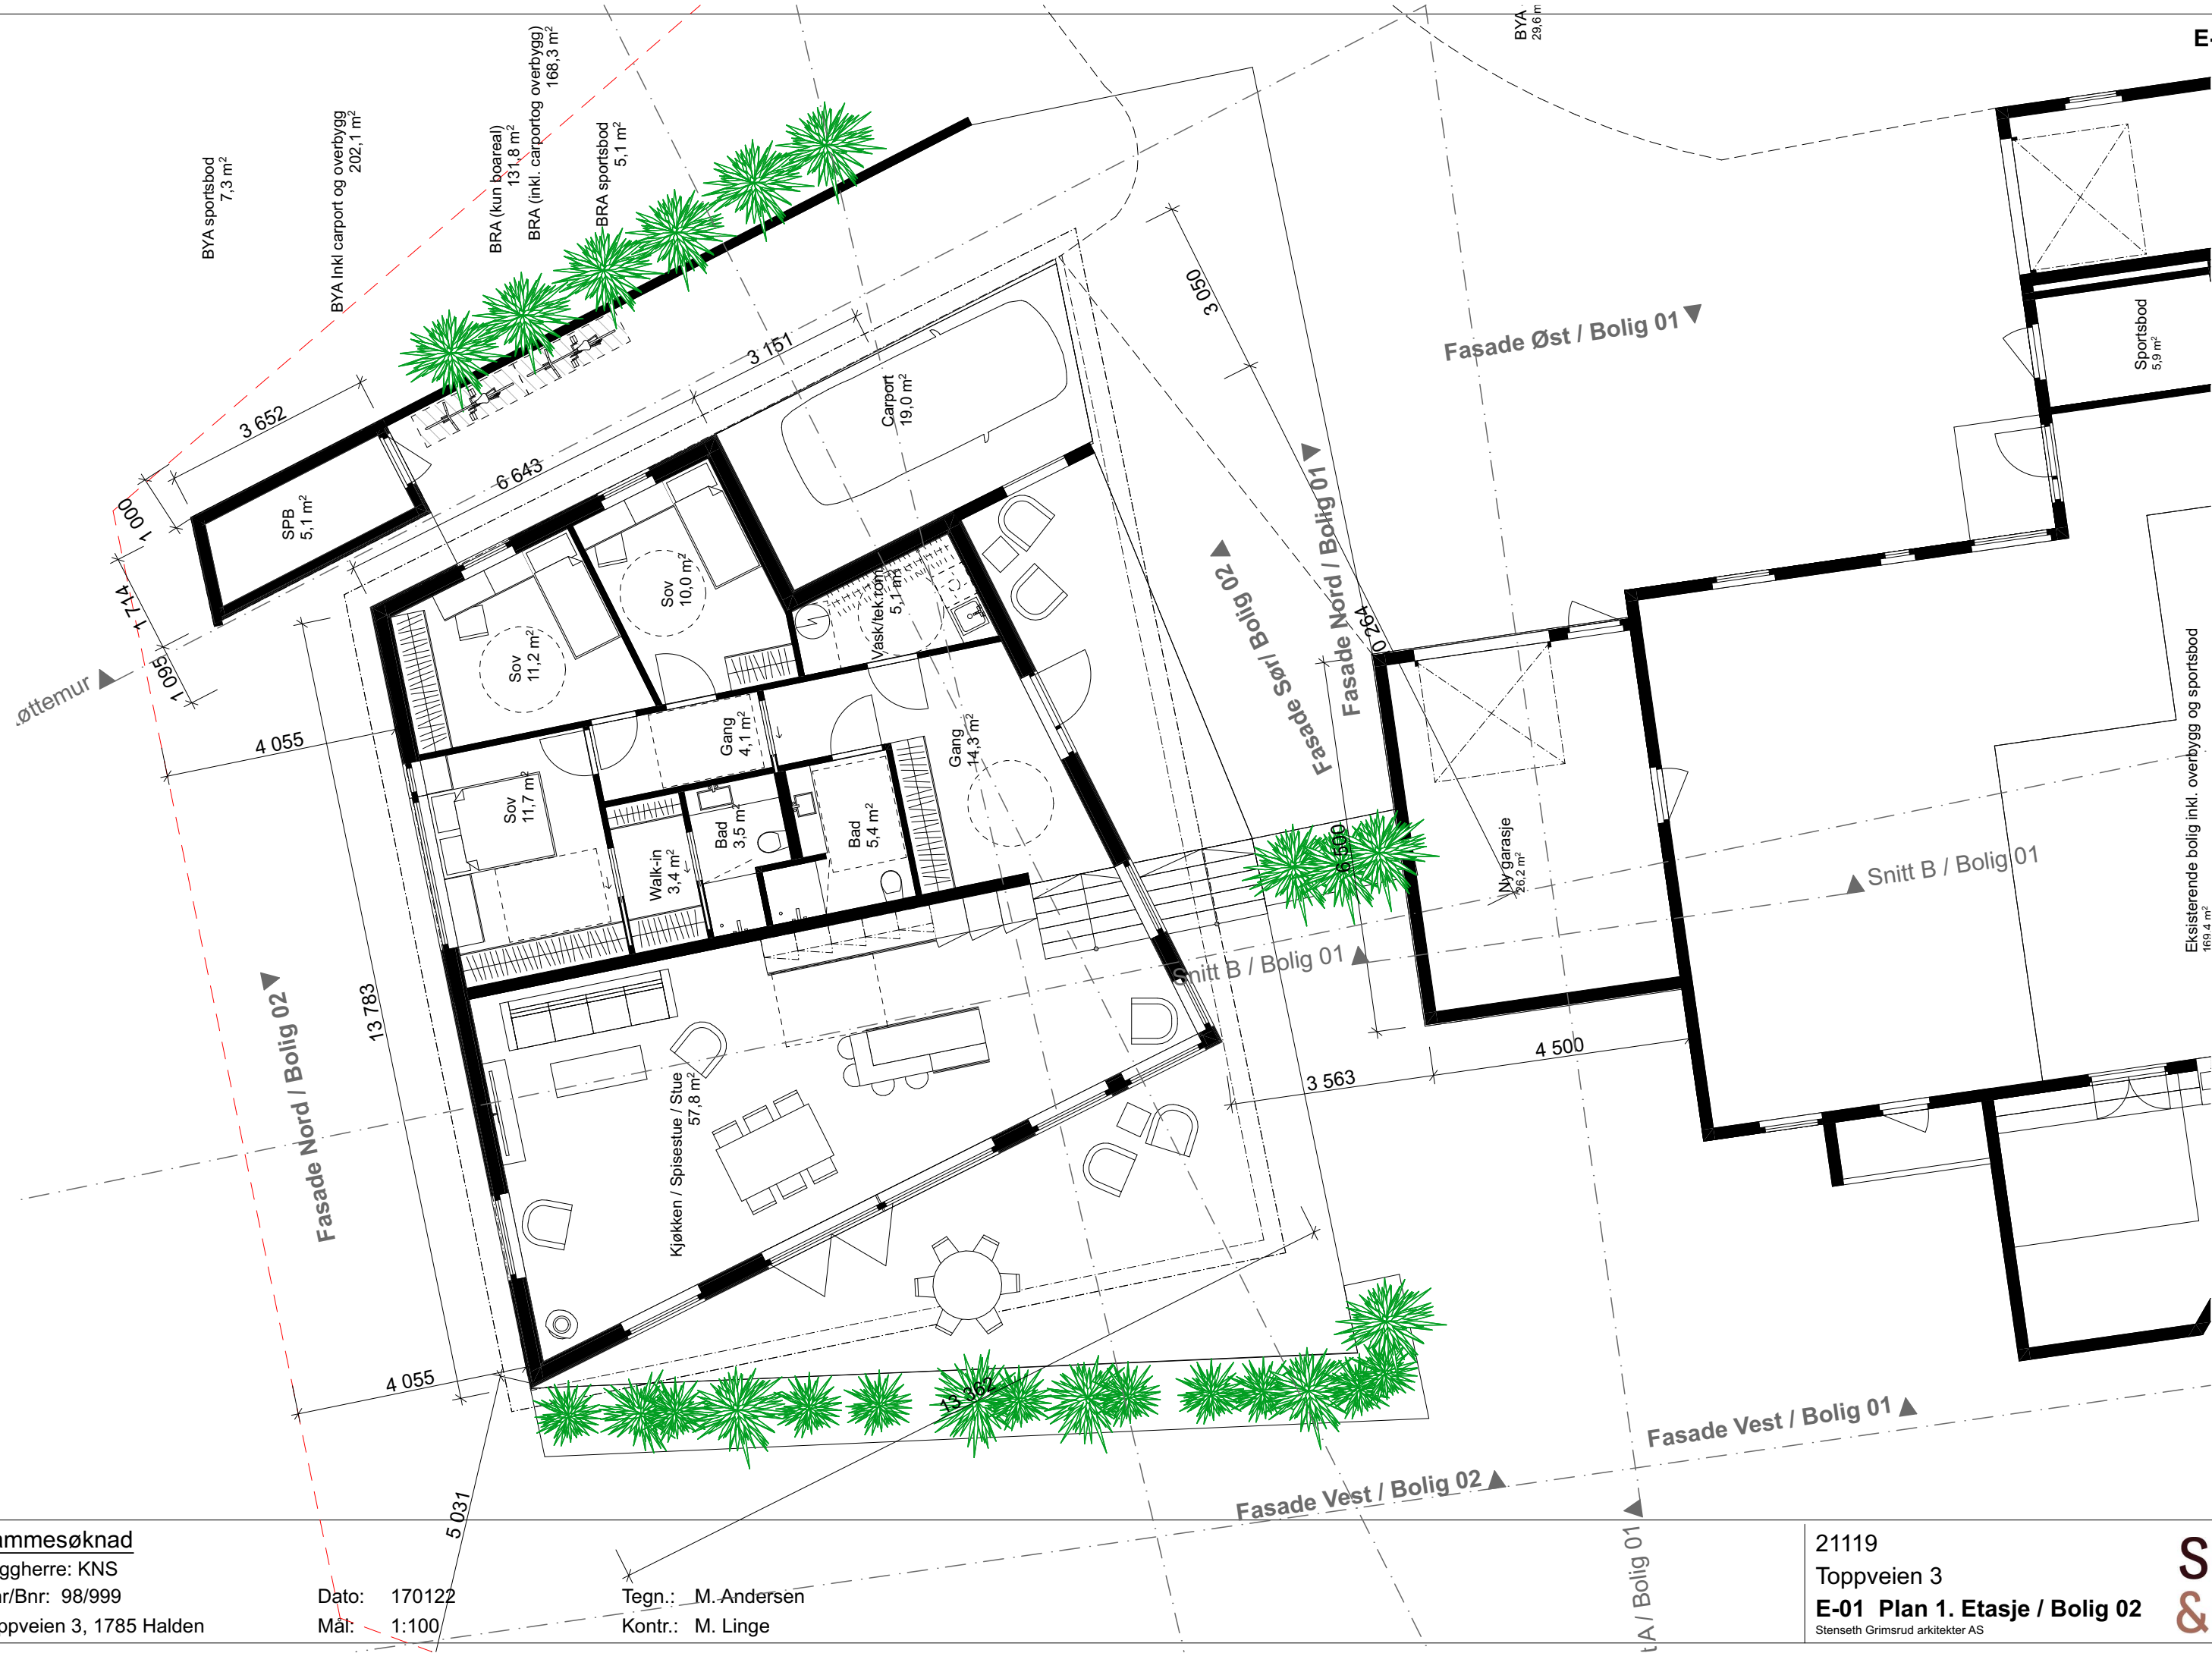 BYA sportsbod
7,3 m²
BYA Inkl carport og overbygg
202,1 m²
BRA (kun boareal)
131,8 m²
BRA (inkl. carportog overbygg)
168,3 m²
BRA sportsbod
5,1 m²
BYA
29,6 m
E-
3 652
1 000
1 714
1 095
6 643
3 151
3 050
SPB
5,1 m²
Carport
19,0 m²
Sov
10,0 m²
Sov
11,2 m²
Vask/tek.rom
5,1 m²
Gang
4,1 m²
Gang
14,3 m²
Sov
11,7 m²
Walk-in
3,4 m²
Bad
3,5 m²
Bad
5,4 m²
Kjøkken / Spisestue / Stue
57,8 m²
4 055
13 783
4 055
5 031
13 362
3 563
4 500
6 500
10 264
Fasade Øst / Bolig 01
Fasade Nord / Bolig 01
Fasade Sør/ Bolig 02
Fasade Nord / Bolig 02
Snitt B / Bolig 01
Snitt B / Bolig 01
Fasade Vest / Bolig 01
Fasade Vest / Bolig 02
t A / Bolig 01
øttemur
Sportsbod
5,9 m²
Ny garasje
26,2 m²
Eksisterende bolig inkl. overbygg og sportsbod
169,4 m²
ammesøknad
ggherre: KNS
nr/Bnr: 98/999
ppveien 3, 1785 Halden
Dato: 170122
Mål: 1:100
Tegn.: M. Andersen
Kontr.: M. Linge
21119
Toppveien 3
E-01 Plan 1. Etasje / Bolig 02
Stenseth Grimsrud arkitekter AS
S
&